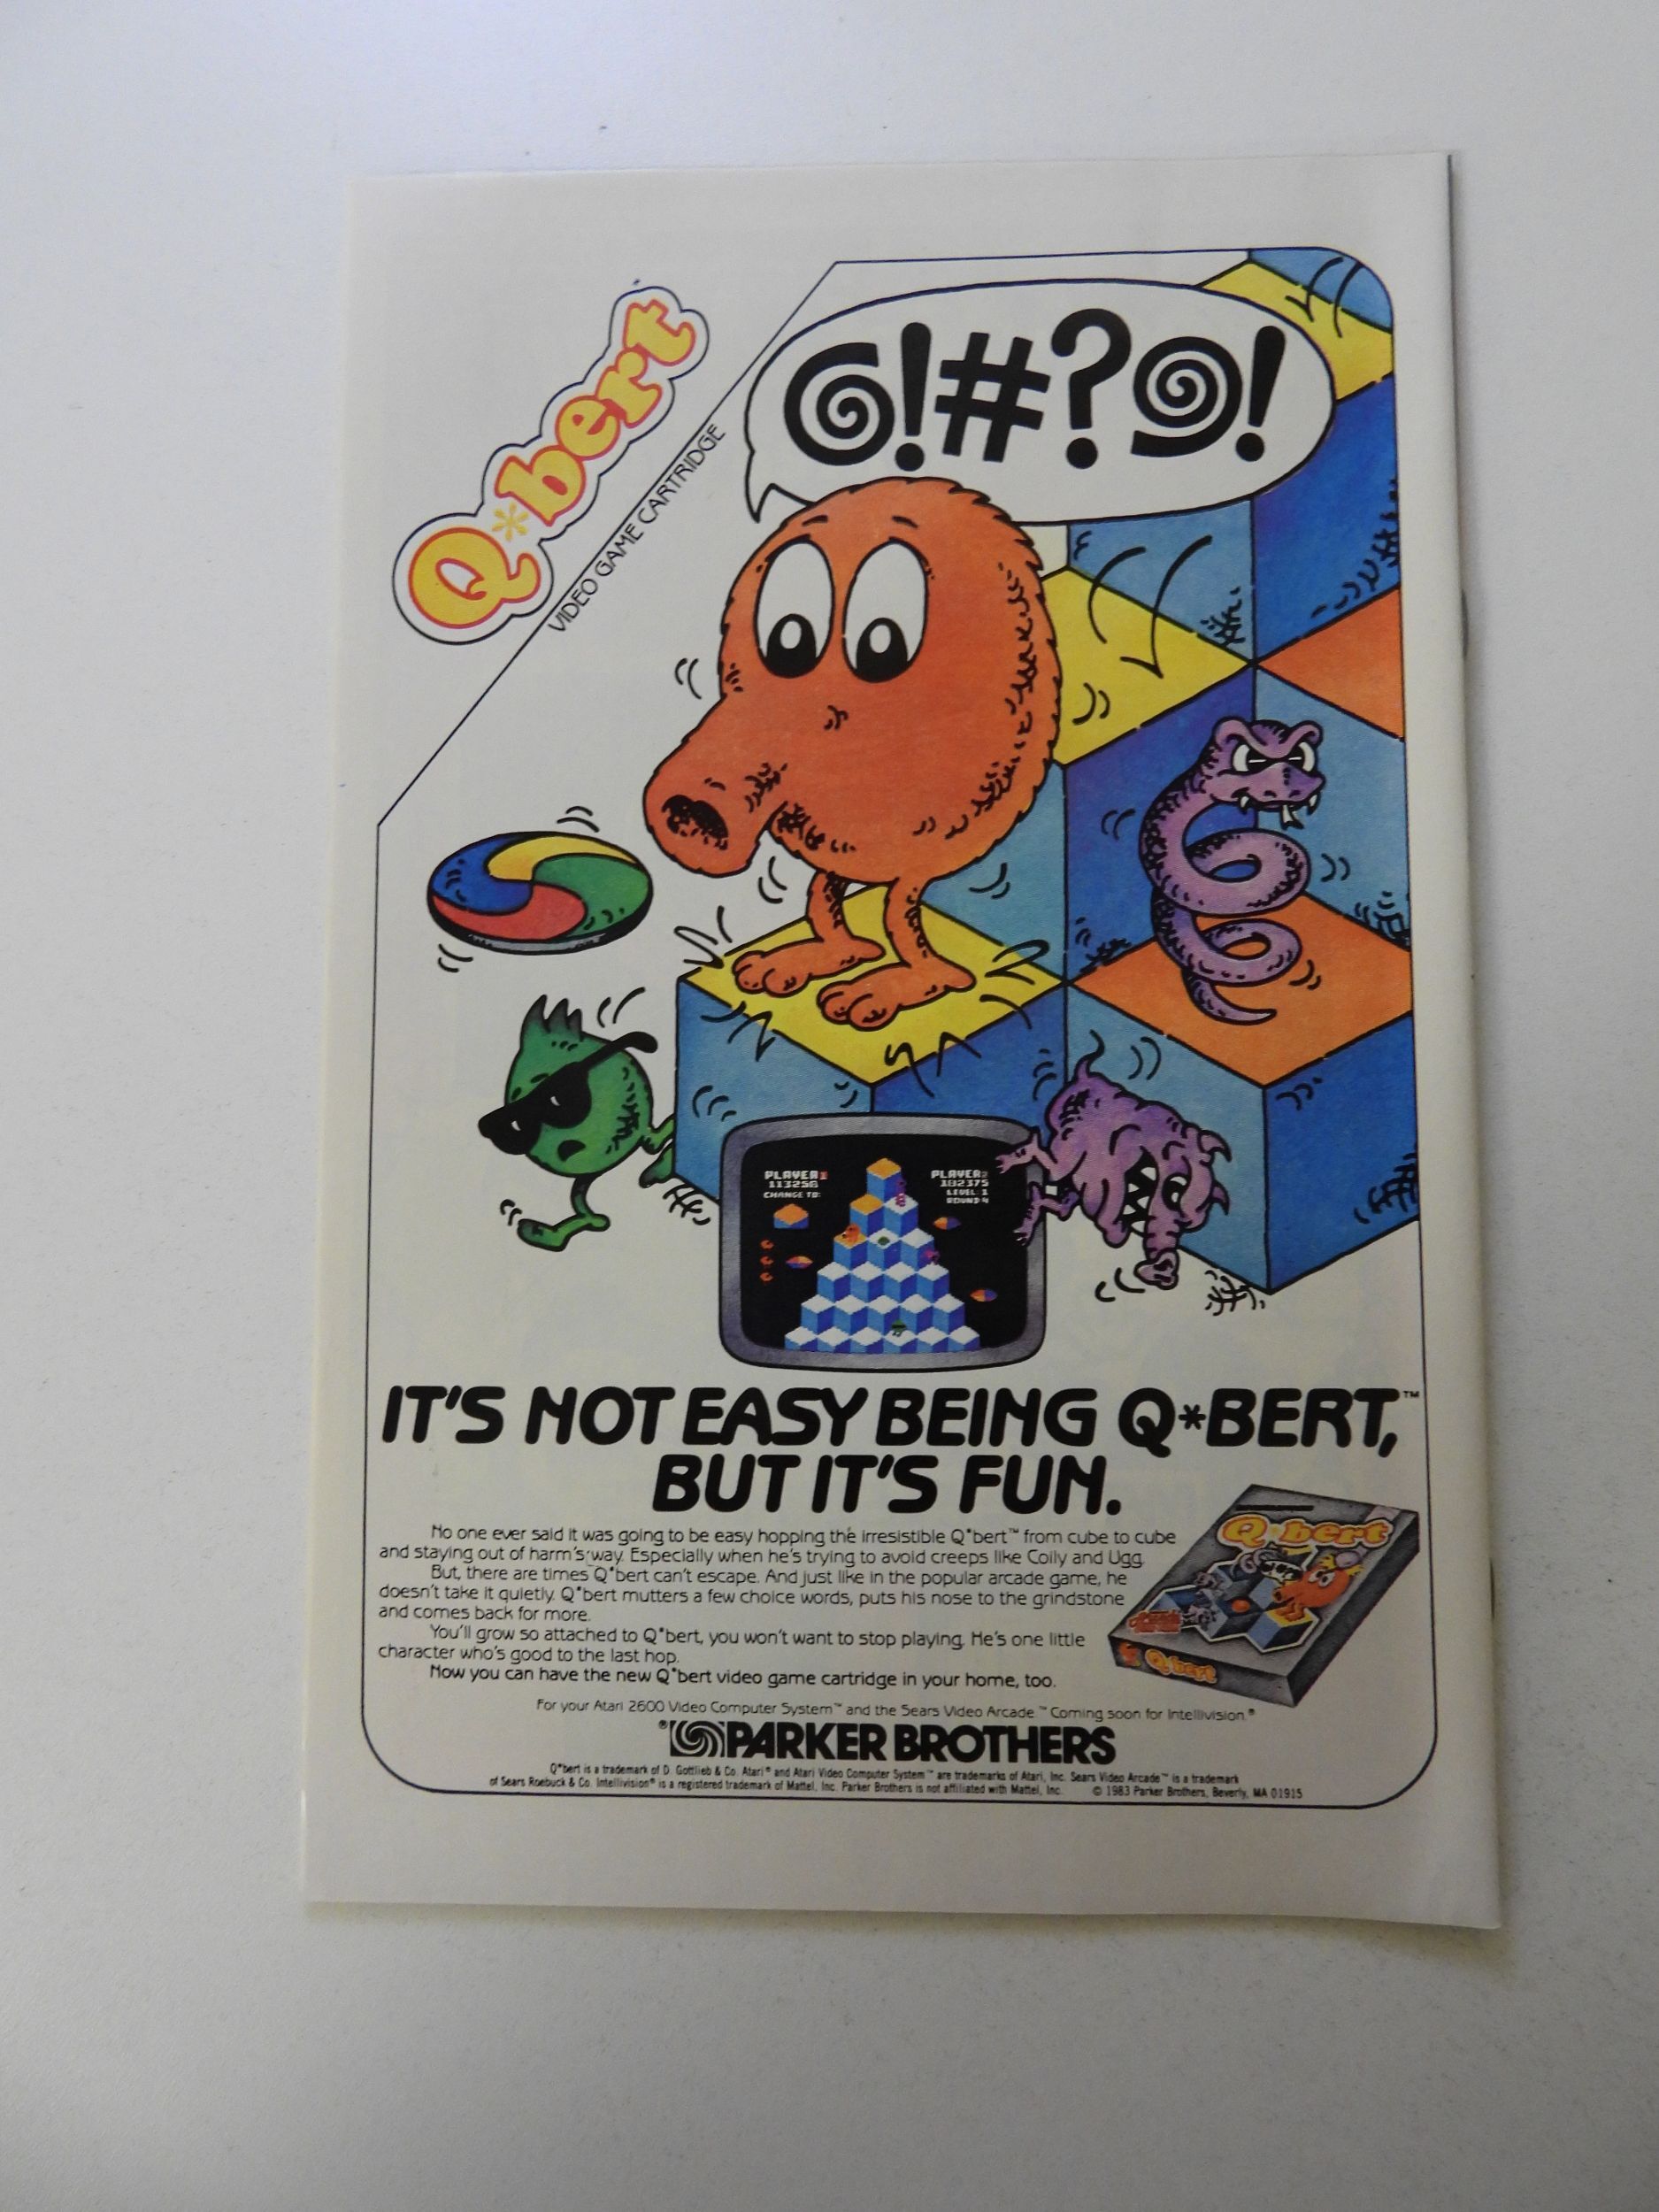 Q*bert
VIDEO GAME CARTRIDGE
@!#?@!
PLAYER1
113258
CHANGE TO:
PLAYER2
182375
LEVEL: 1
ROUND 4
IT'S NOT EASY BEING Q*BERT,™
BUT IT'S FUN.
No one ever said it was going to be easy hopping the irresistible Q*bert™ from cube to cube
and staying out of harm's way. Especially when he's trying to avoid creeps like Coily and Ugg.
But, there are times Q*bert can't escape. And just like in the popular arcade game, he
doesn't take it quietly. Q*bert mutters a few choice words, puts his nose to the grindstone
and comes back for more.
You'll grow so attached to Q*bert, you won't want to stop playing. He's one little
character who's good to the last hop.
Now you can have the new Q*bert video game cartridge in your home, too.
Q*bert
Q*bert
For your Atari 2600 Video Computer System™ and the Sears Video Arcade.™ Coming soon for Intellivision®
®PARKER BROTHERS
Q*bert is a trademark of D. Gottlieb & Co. Atari® and Atari Video Computer System™ are trademarks of Atari, Inc. Sears Video Arcade™ is a trademark
of Sears Roebuck & Co. Intellivision® is a registered trademark of Mattel, Inc. Parker Brothers is not affiliated with Mattel, Inc. © 1983 Parker Brothers, Beverly, MA 01915